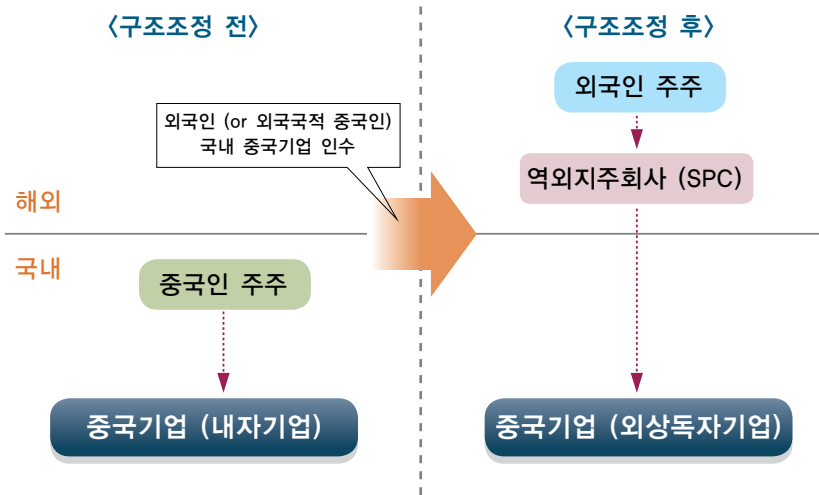 〈구조조정 전〉
외국인 (or 외국국적 중국인)
국내 중국기업 인수
해외
국내
중국인 주주
중국기업 (내자기업)
〈구조조정 후〉
외국인 주주
역외지주회사 (SPC)
중국기업 (외상독자기업)